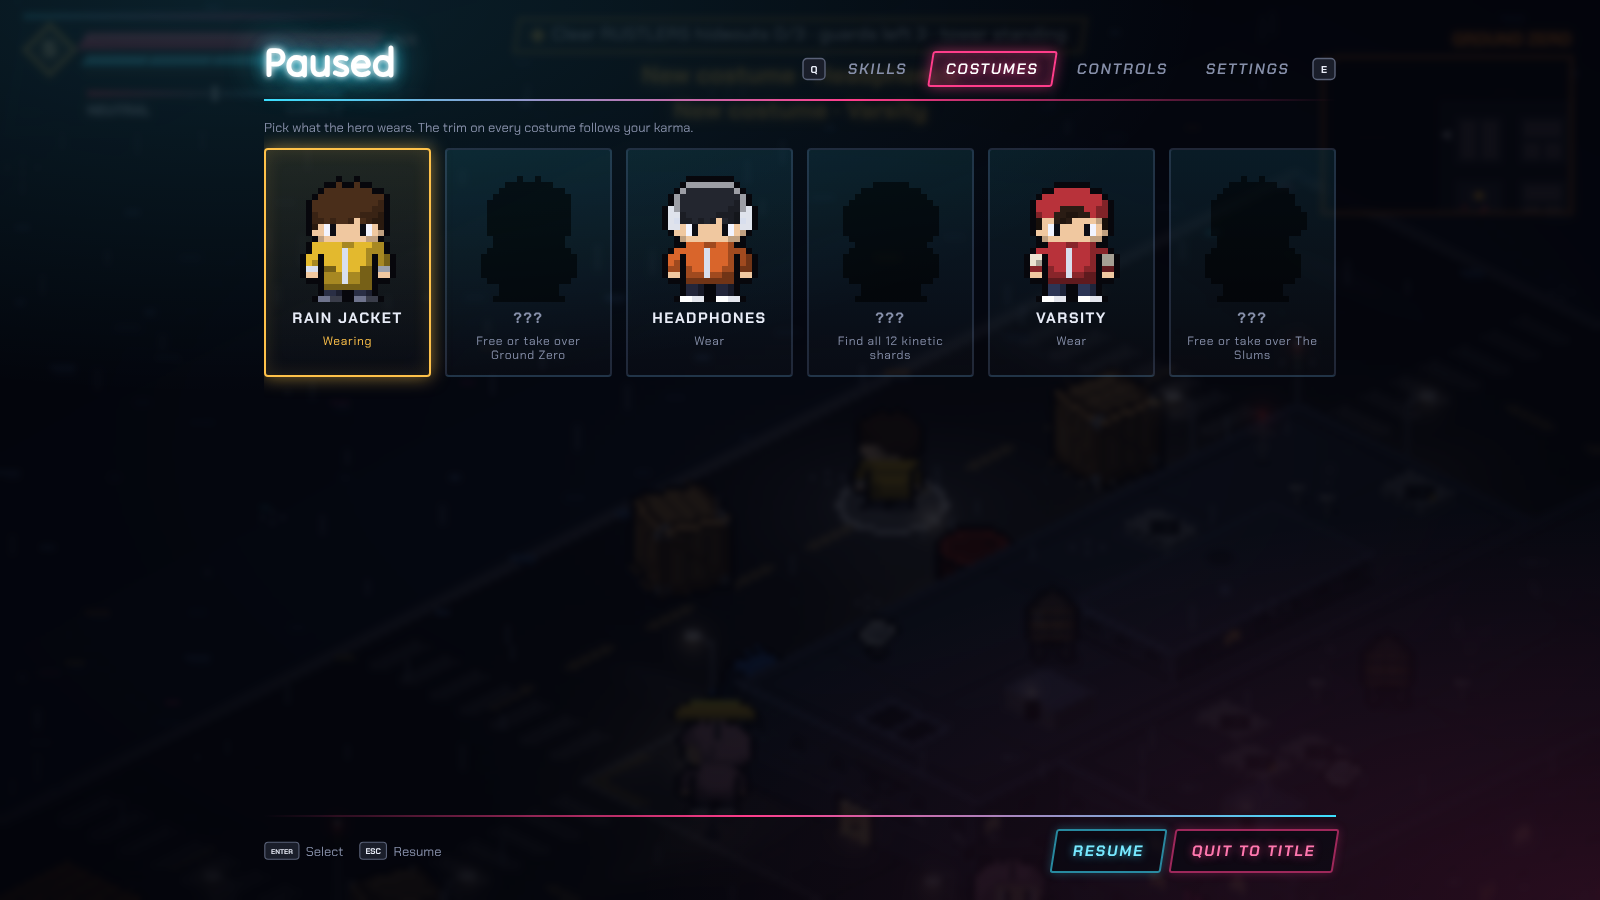 Paused
Q SKILLS COSTUMES CONTROLS SETTINGS E
Pick what the hero wears. The trim on every costume follows your karma.
RAIN JACKET
Wearing
???
Free or take over
Ground Zero
HEADPHONES
Wear
???
Find all 12 kinetic
shards
VARSITY
Wear
???
Free or take over The
Slums
ENTER Select ESC Resume
RESUME QUIT TO TITLE